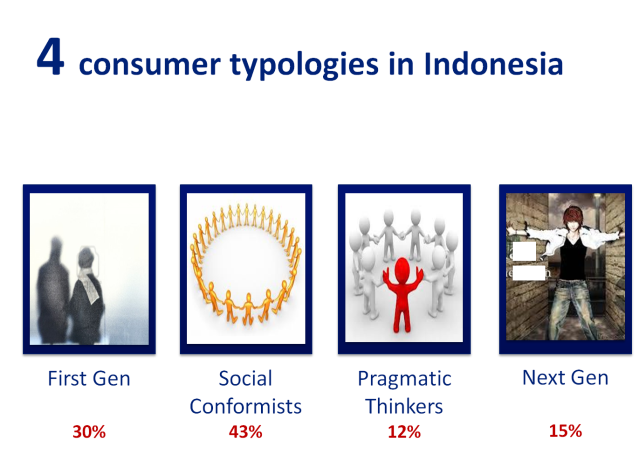 4 consumer typologies in Indonesia
First Gen
Social
Conformists
Pragmatic
Thinkers
Next Gen
30%
43%
12%
15%